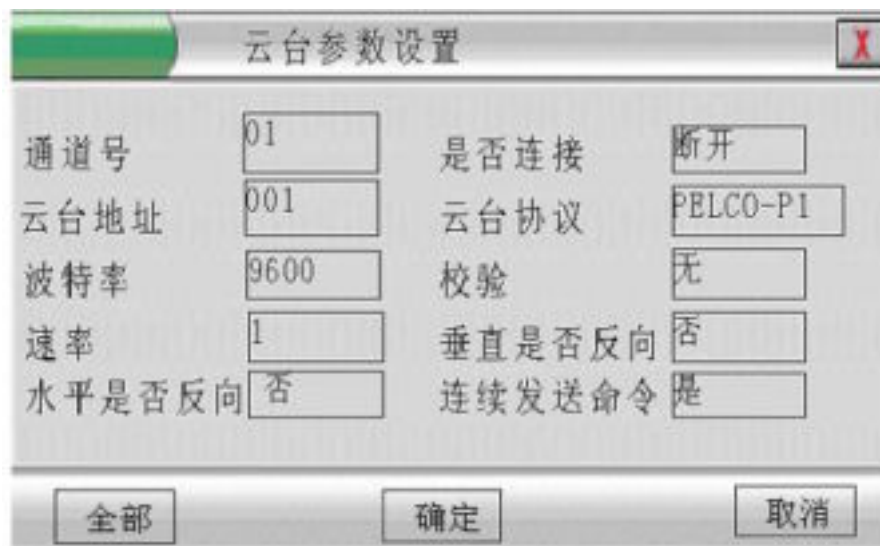 云台参数设置 X
通道号 01 是否连接 断开
云台地址 001 云台协议 PELCO-P1
波特率 9600 校验 无
速率 1 垂直是否反向 否
水平是否反向 否 连续发送命令 是
全部 确定 取消